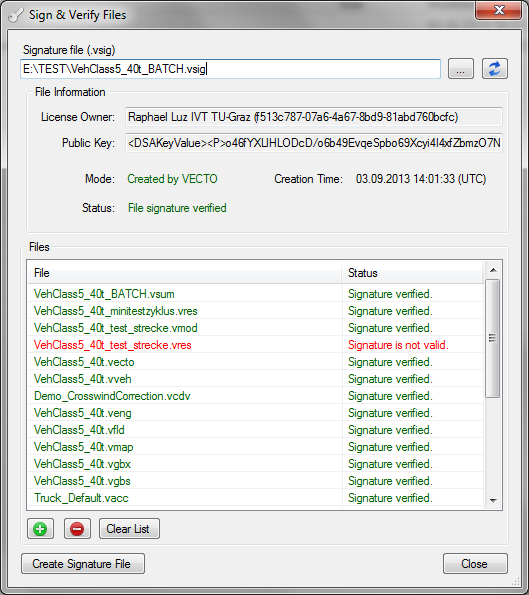 Sign & Verify Files
Signature file (.vsig)
E:\TEST\VehClass5_40t_BATCH.vsig
...
File Information
License Owner: Raphael Luz IVT TU-Graz (f513c787-07a6-4a67-8bd9-81abd760bcfc)
Public Key: <DSAKeyValue><P>o46fYXLIHLODcD/o6b49EvqeSpbo69Xcyi4I4xfZbmzO7N
Mode: Created by VECTO Creation Time: 03.09.2013 14:01:33 (UTC)
Status: File signature verified
Files
File Status
VehClass5_40t_BATCH.vsum Signature verified.
VehClass5_40t_minitestzyklus.vres Signature verified.
VehClass5_40t_test_strecke.vmod Signature verified.
VehClass5_40t_test_strecke.vres Signature is not valid.
VehClass5_40t.vecto Signature verified.
VehClass5_40t.vveh Signature verified.
Demo_CrosswindCorrection.vcdv Signature verified.
VehClass5_40t.veng Signature verified.
VehClass5_40t.vfld Signature verified.
VehClass5_40t.vmap Signature verified.
VehClass5_40t.vgbx Signature verified.
VehClass5_40t.vgbs Signature verified.
Truck_Default.vacc Signature verified.
Clear List
Create Signature File Close